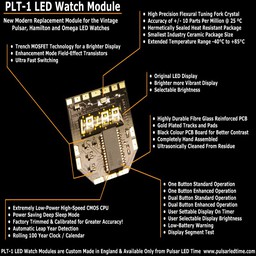 PLT-1 LED Watch Module
New Modern Replacement Module for the Vintage
Pulsar, Hamilton and Omega LED Watches
• High Precision Flexural Tuning Fork Crystal
• Accuracy of +/- 10 Parts Per Million @ 25 ºC
• Hermetically Sealed Heat Resistant Package
• Smallest Industry Ceramic Package Size
• Extended Temperature Range -40°C to +85°C
• Trench MOSFET Technology for a Brighter Display
• Enhancement Mode Field-Effect Transistors
• Ultra Fast Switching
• Original LED Display
• Brighter more Vibrant Display
• Selectable Brightness
• Highly Durable Fibre Glass Reinforced PCB
• Gold Plated Tracks and Pads
• Black Colour PCB Board for Better Contrast
• Completely Hand Assembled
• Ultrasonically Cleaned From Residue
• Extremely Low-Power High-Speed CMOS CPU
• Power Saving Deep Sleep Mode
• Factory Trimmed & Calibrated for Greater Accuracy!
• Automatic Leap Year Detection
• Rolling 100 Year Clock / Calendar
• One Button Standard Operation
• One Button Enhanced Operation
• Dual Button Standard Operation
• Dual Button Enhanced Operation
• User Settable Display On Timer
• User Selectable Display Brightness
• Low-Battery Warning
• Display Segment Test
PLT-1 LED Watch Modules are Custom Made in England & Available Only from Pulsar LED Time www.pulsarledtime.com